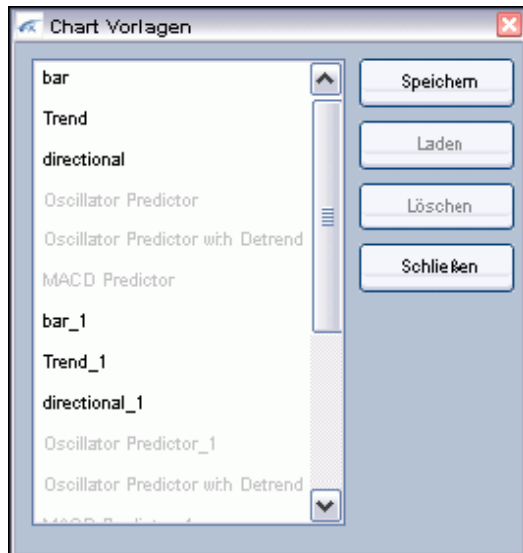 Chart Vorlagen
bar
Trend
directional
Oscillator Predictor
Oscillator Predictor with Detrend
MACD Predictor
bar_1
Trend_1
directional_1
Oscillator Predictor_1
Oscillator Predictor with Detrend
Speichern
Laden
Löschen
Schließen